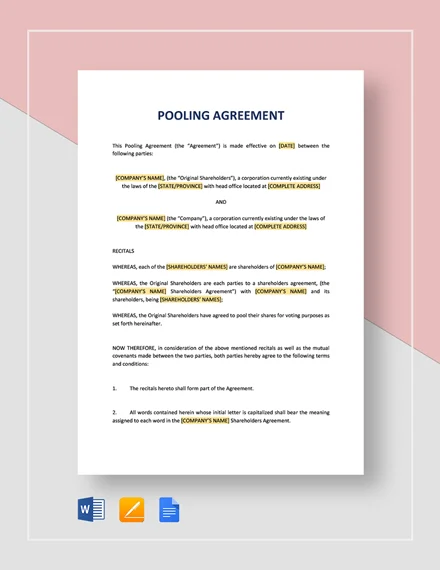 POOLING AGREEMENT
This Pooling Agreement (the “Agreement”) is made effective on [DATE] between the
following parties:
[COMPANY’S NAME], (the “Original Shareholders”), a corporation currently existing under
the laws of the [STATE/PROVINCE] with head office located at [COMPLETE ADDRESS]
AND
[COMPANY’S NAME] (the “Company”), a corporation currently existing under the laws of
the [STATE/PROVINCE] with head office located at [COMPLETE ADDRESS]
RECITALS
WHEREAS, each of the [SHAREHOLDERS’ NAMES] are shareholders of [COMPANY’S NAME];
WHEREAS, the Original Shareholders are each parties to a shareholders agreement, (the
“[COMPANY’S NAME] Shareholders Agreement”) with [COMPANY’S NAME] and its
shareholders, being [SHAREHOLDERS’ NAMES];
WHEREAS, the Original Shareholders have agreed to pool their shares for voting purposes as
set forth hereinafter.
NOW THEREFORE, in consideration of the above mentioned recitals as well as the mutual
covenants made between the two parties, both parties hereby agree to the following terms
and conditions:
1. The recitals hereto shall form part of the Agreement.
2. All words contained herein whose initial letter is capitalized shall bear the meaning
assigned to each word in the [COMPANY’S NAME] Shareholders Agreement.
W